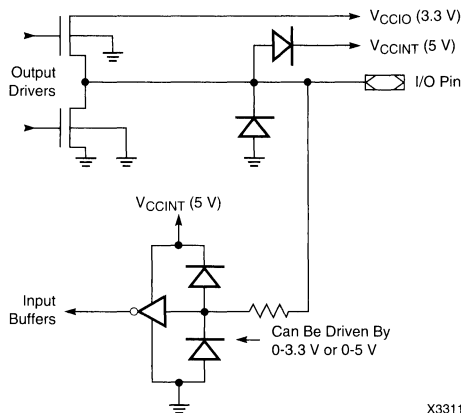 V_CCIO (3.3 V)
V_CCINT (5 V)
Output
Drivers
I/O Pin
V_CCINT (5 V)
Input
Buffers
Can Be Driven By
0-3.3 V or 0-5 V
X3311